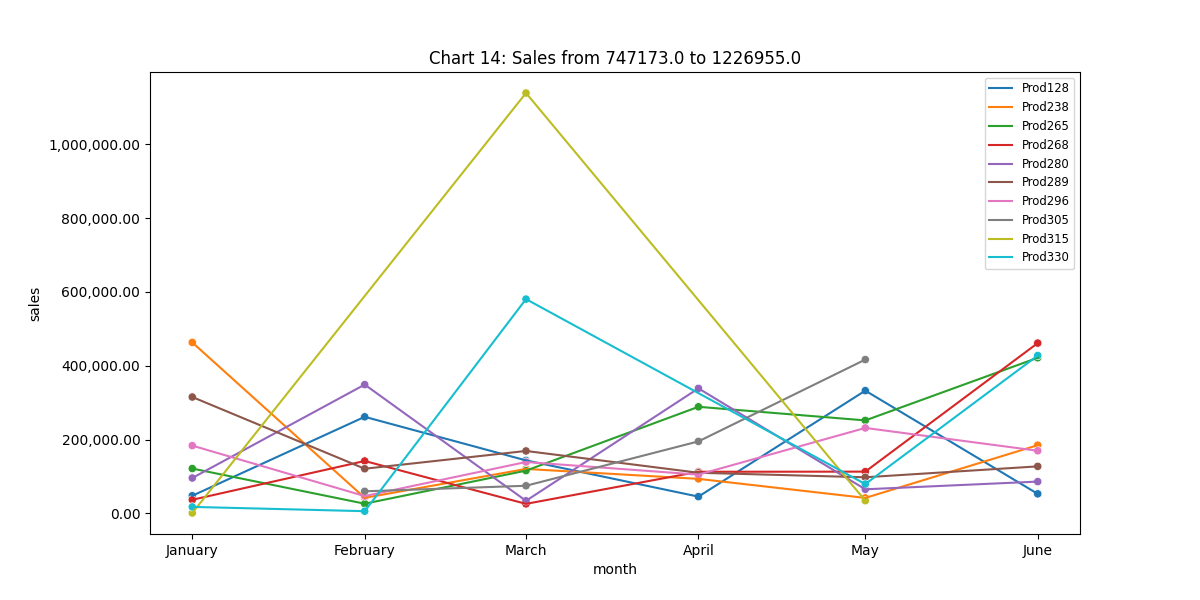 Chart 14: Sales from 747173.0 to 1226955.0
Prod128
Prod238
Prod265
Prod268
Prod280
Prod289
Prod296
Prod305
Prod315
Prod330
sales
1,000,000.00
800,000.00
600,000.00
400,000.00
200,000.00
0.00
January February March April May June
month